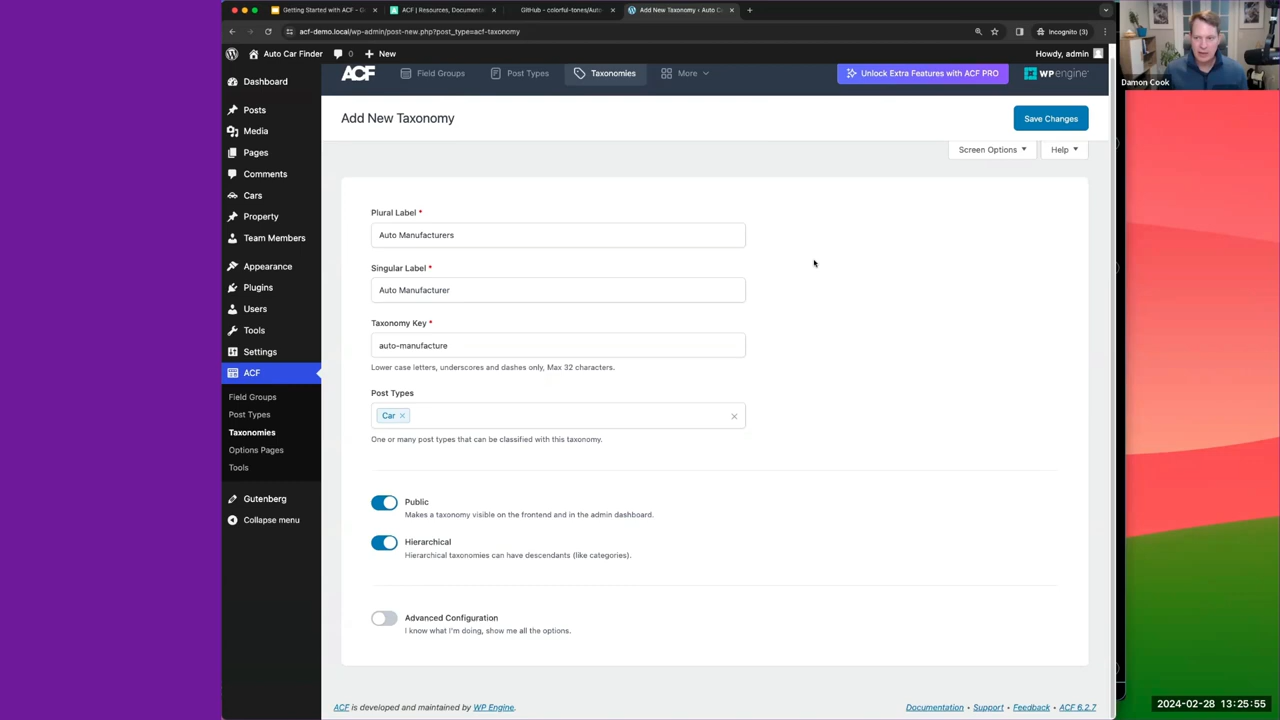 Getting Started with ACF - G
ACF | Resources, Documenta
GitHub - colorful-tones/Auto
Add New Taxonomy ‹ Auto C
acf-demo.local/wp-admin/post-new.php?post_type=acf-taxonomy
Incognito (3)
Auto Car Finder
0
New
Howdy, admin
Damon Cook
Dashboard
Posts
Media
Pages
Comments
Cars
Property
Team Members
Appearance
Plugins
Users
Tools
Settings
ACF
Field Groups
Post Types
Taxonomies
Options Pages
Tools
Gutenberg
Collapse menu
ACF
Field Groups
Post Types
Taxonomies
More
Unlock Extra Features with ACF PRO
WP engine
Add New Taxonomy
Save Changes
Screen Options
Help
Plural Label *
Auto Manufacturers
Singular Label *
Auto Manufacturer
Taxonomy Key *
auto-manufacture
Lower case letters, underscores and dashes only, Max 32 characters.
Post Types
Car
One or many post types that can be classified with this taxonomy.
Public
Makes a taxonomy visible on the frontend and in the admin dashboard.
Hierarchical
Hierarchical taxonomies can have descendants (like categories).
Advanced Configuration
I know what I'm doing, show me all the options.
ACF is developed and maintained by WP Engine.
Documentation • Support • Feedback • ACF 6.2.7
2024-02-28 13:25:55